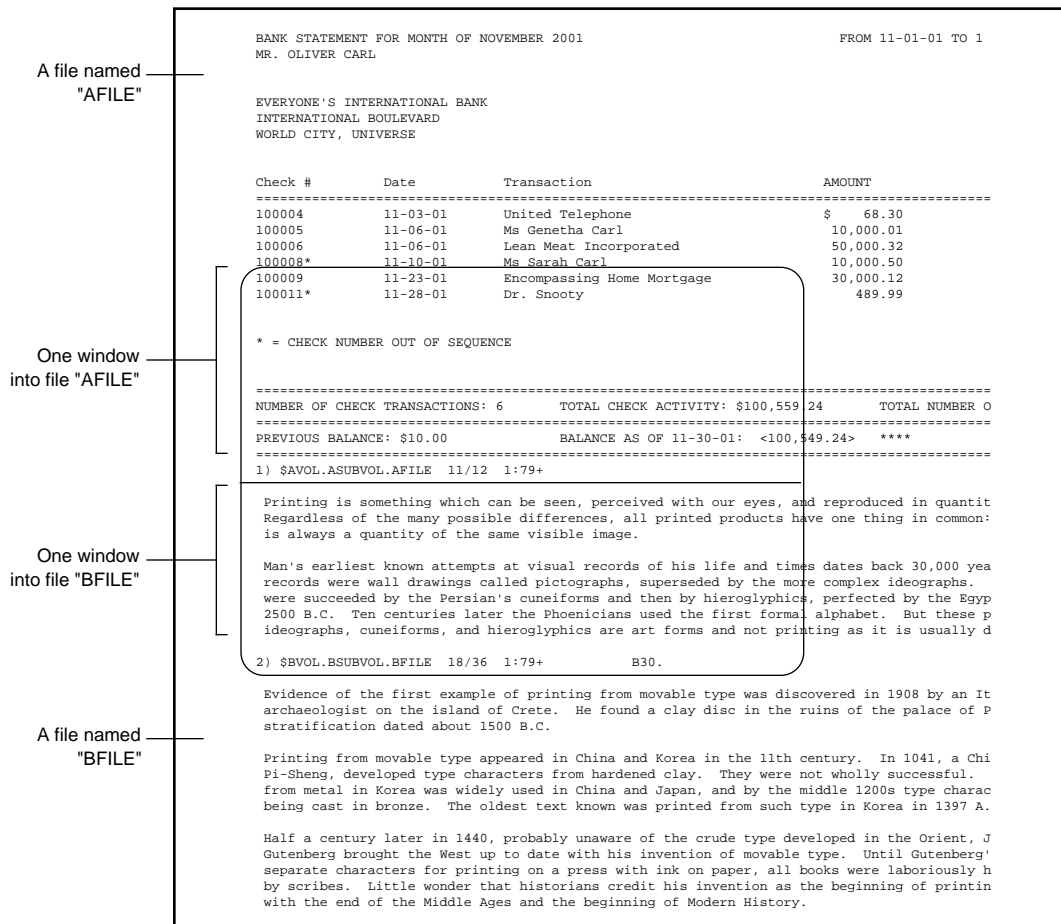 BANK STATEMENT FOR MONTH OF NOVEMBER 2001 FROM 11-01-01 TO 1
MR. OLIVER CARL
A file named
"AFILE"
EVERYONE'S INTERNATIONAL BANK
INTERNATIONAL BOULEVARD
WORLD CITY, UNIVERSE
Check # Date Transaction AMOUNT
============================================================================================
100004 11-03-01 United Telephone $ 68.30
100005 11-06-01 Ms Genetha Carl 10,000.01
100006 11-06-01 Lean Meat Incorporated 50,000.32
100008* 11-10-01 Ms Sarah Carl 10,000.50
100009 11-23-01 Encompassing Home Mortgage 30,000.12
100011* 11-28-01 Dr. Snooty 489.99
* = CHECK NUMBER OUT OF SEQUENCE
One window
into file "AFILE"
============================================================================================
NUMBER OF CHECK TRANSACTIONS: 6 TOTAL CHECK ACTIVITY: $100,559.24 TOTAL NUMBER O
============================================================================================
PREVIOUS BALANCE: $10.00 BALANCE AS OF 11-30-01: <100,549.24> ****
============================================================================================
1) $AVOL.ASUBVOL.AFILE 11/12 1:79+
Printing is something which can be seen, perceived with our eyes, and reproduced in quantit
Regardless of the many possible differences, all printed products have one thing in common:
is always a quantity of the same visible image.
One window
into file "BFILE"
Man's earliest known attempts at visual records of his life and times dates back 30,000 yea
records were wall drawings called pictographs, superseded by the more complex ideographs.
were succeeded by the Persian's cuneiforms and then by hieroglyphics, perfected by the Egyp
2500 B.C. Ten centuries later the Phoenicians used the first formal alphabet. But these p
ideographs, cuneiforms, and hieroglyphics are art forms and not printing as it is usually d
2) $BVOL.BSUBVOL.BFILE 18/36 1:79+ B30.
Evidence of the first example of printing from movable type was discovered in 1908 by an It
archaeologist on the island of Crete. He found a clay disc in the ruins of the palace of P
stratification dated about 1500 B.C.
A file named
"BFILE"
Printing from movable type appeared in China and Korea in the 11th century. In 1041, a Chi
Pi-Sheng, developed type characters from hardened clay. They were not wholly successful.
from metal in Korea was widely used in China and Japan, and by the middle 1200s type charac
being cast in bronze. The oldest text known was printed from such type in Korea in 1397 A.
Half a century later in 1440, probably unaware of the crude type developed in the Orient, J
Gutenberg brought the West up to date with his invention of movable type. Until Gutenberg'
separate characters for printing on a press with ink on paper, all books were laboriously h
by scribes. Little wonder that historians credit his invention as the beginning of printin
with the end of the Middle Ages and the beginning of Modern History.